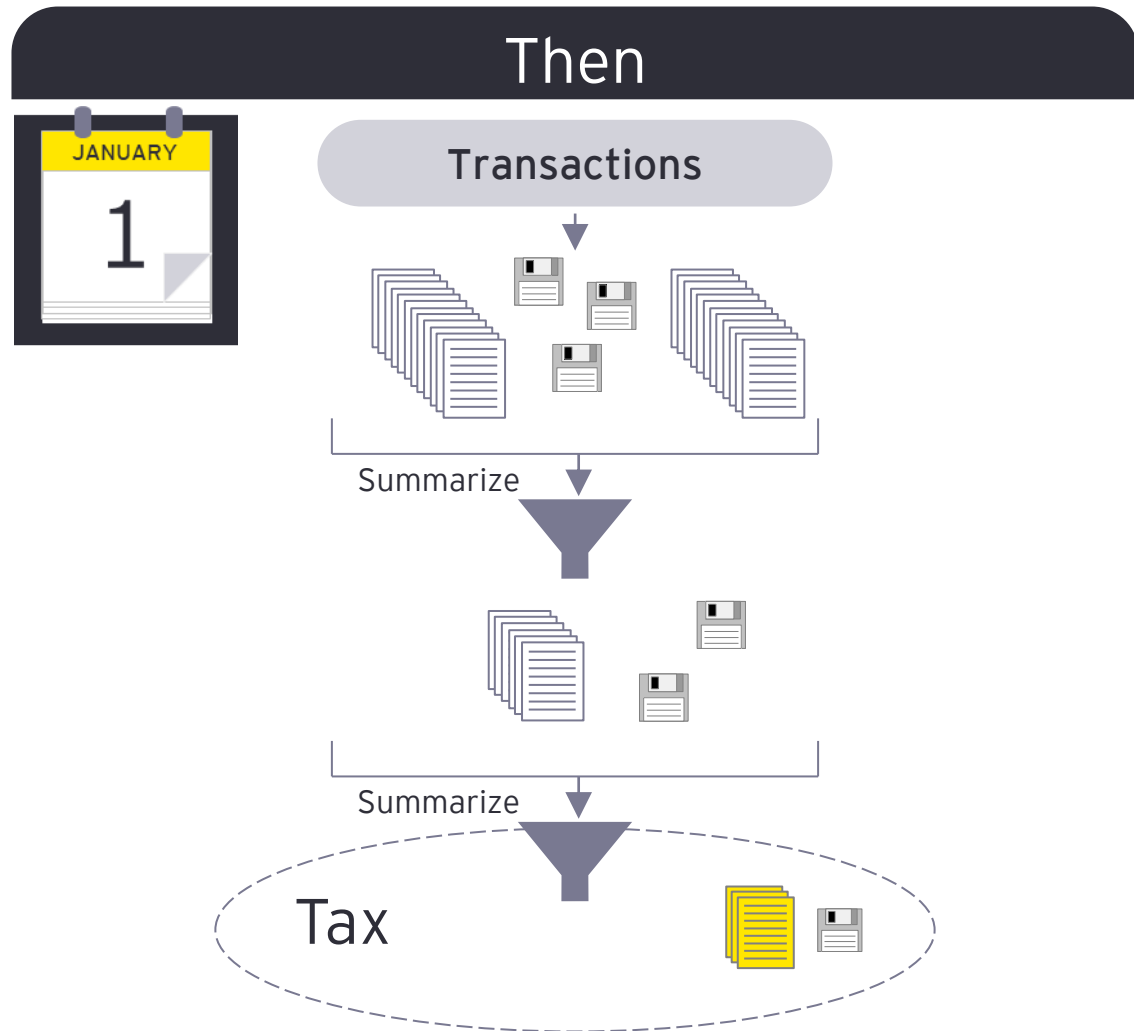 Then
JANUARY
1
Transactions
Summarize
Summarize
Tax